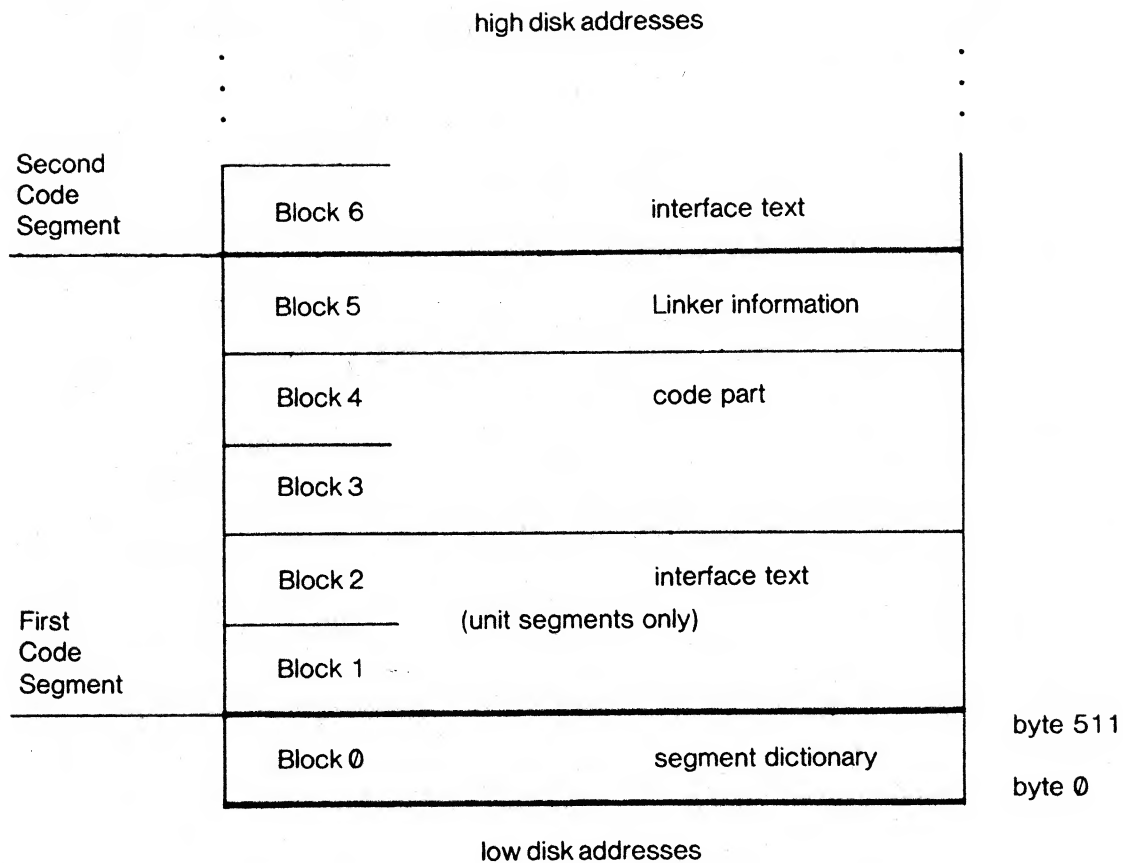 high disk addresses
Second
Code
Segment
Block 6 interface text
Block 5 Linker information
Block 4 code part
Block 3
Block 2 interface text
(unit segments only)
First
Code
Segment
Block 1
byte 511
Block Ø segment dictionary
byte Ø
low disk addresses